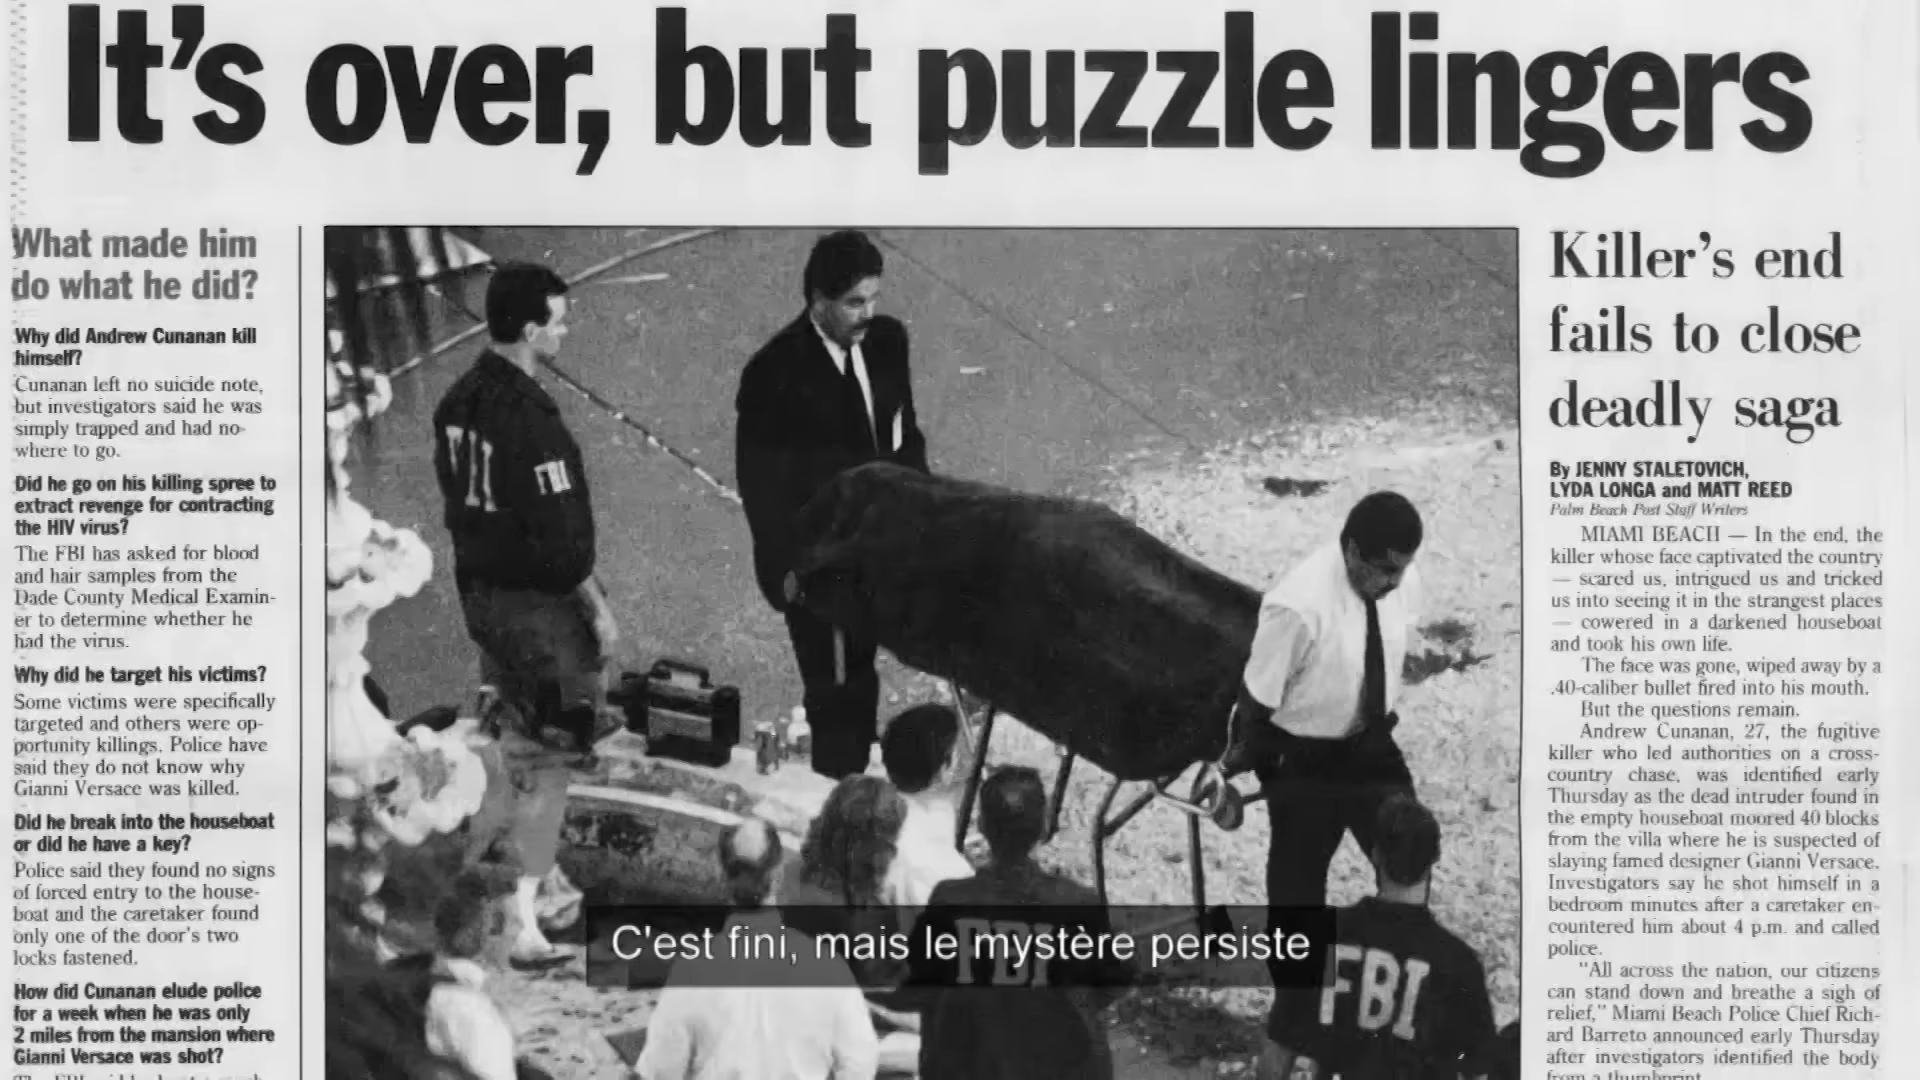 It's over, but puzzle lingers
What made him
do what he did?
Why did Andrew Cunanan kill
himself?
Cunanan left no suicide note,
but investigators said he was
simply trapped and had no-
where to go.
Did he go on his killing spree to
extract revenge for contracting
the HIV virus?
The FBI has asked for blood
and hair samples from the
Dade County Medical Examin-
er to determine whether he
had the virus.
Why did he target his victims?
Some victims were specifically
targeted and others were op-
portunity killings. Police have
said they do not know why
Gianni Versace was killed.
Did he break into the houseboat
or did he have a key?
Police said they found no signs
of forced entry to the house-
boat and the caretaker found
only one of the door's two
locks fastened.
How did Cunanan elude police
for a week when he was only
2 miles from the mansion where
Gianni Versace was shot?
FBI
FBI
FBI
C'est fini, mais le mystère persiste
Killer's end
fails to close
deadly saga
By JENNY STALETOVICH,
LYDA LONGA and MATT REED
Palm Beach Post Staff Writers
MIAMI BEACH — In the end, the
killer whose face captivated the country
— scared us, intrigued us and tricked
us into seeing it in the strangest places
— cowered in a darkened houseboat
and took his own life.
The face was gone, wiped away by a
.40-caliber bullet fired into his mouth.
But the questions remain.
Andrew Cunanan, 27, the fugitive
killer who led authorities on a cross-
country chase, was identified early
Thursday as the dead intruder found in
the empty houseboat moored 40 blocks
from the villa where he is suspected of
slaying famed designer Gianni Versace.
Investigators say he shot himself in a
bedroom minutes after a caretaker en-
countered him about 4 p.m. and called
police.
"All across the nation, our citizens
can stand down and breathe a sigh of
relief," Miami Beach Police Chief Rich-
ard Barreto announced early Thursday
after investigators identified the body
from a thumbprint